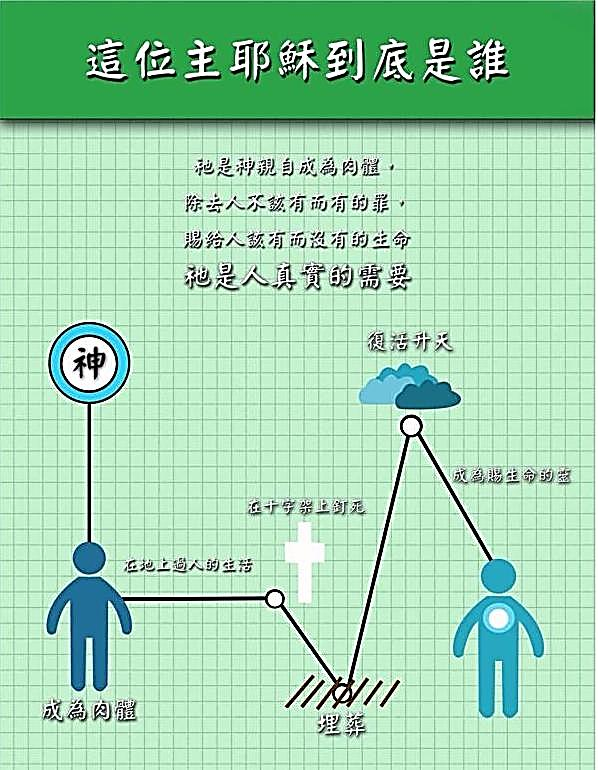 這位主耶穌到底是誰
祂是神親自成為肉體，
除去人不該有而有的罪，
賜給人該有而沒有的生命
祂是人真實的需要
復活升天
神
成為賜生命的靈
在十字架上釘死
在地上過人的生活
成為肉體
埋葬